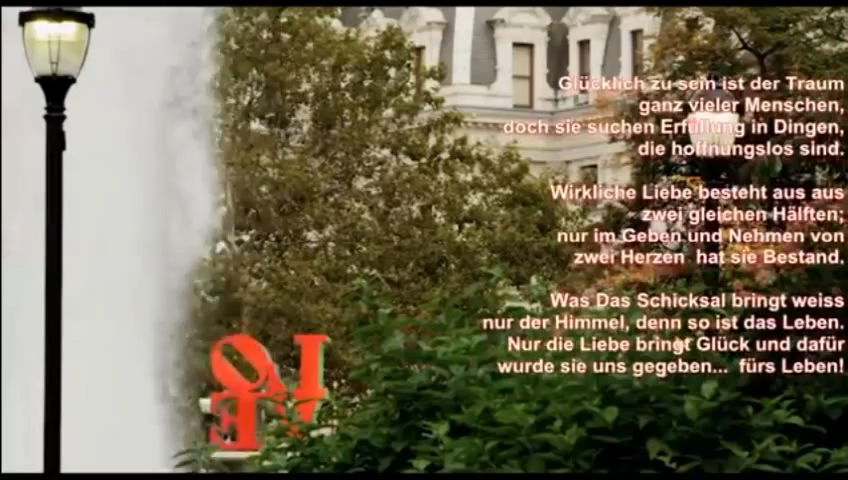 Glücklich zu sein ist der Traum
ganz vieler Menschen,
doch sie suchen Erfüllung in Dingen,
die hoffnungslos sind.
Wirkliche Liebe besteht aus aus
zwei gleichen Hälften;
nur im Geben und Nehmen von
zwei Herzen hat sie Bestand.
Was Das Schicksal bringt weiss
nur der Himmel, denn so ist das Leben.
Nur die Liebe bringt Glück und dafür
wurde sie uns gegeben... fürs Leben!
LOVE